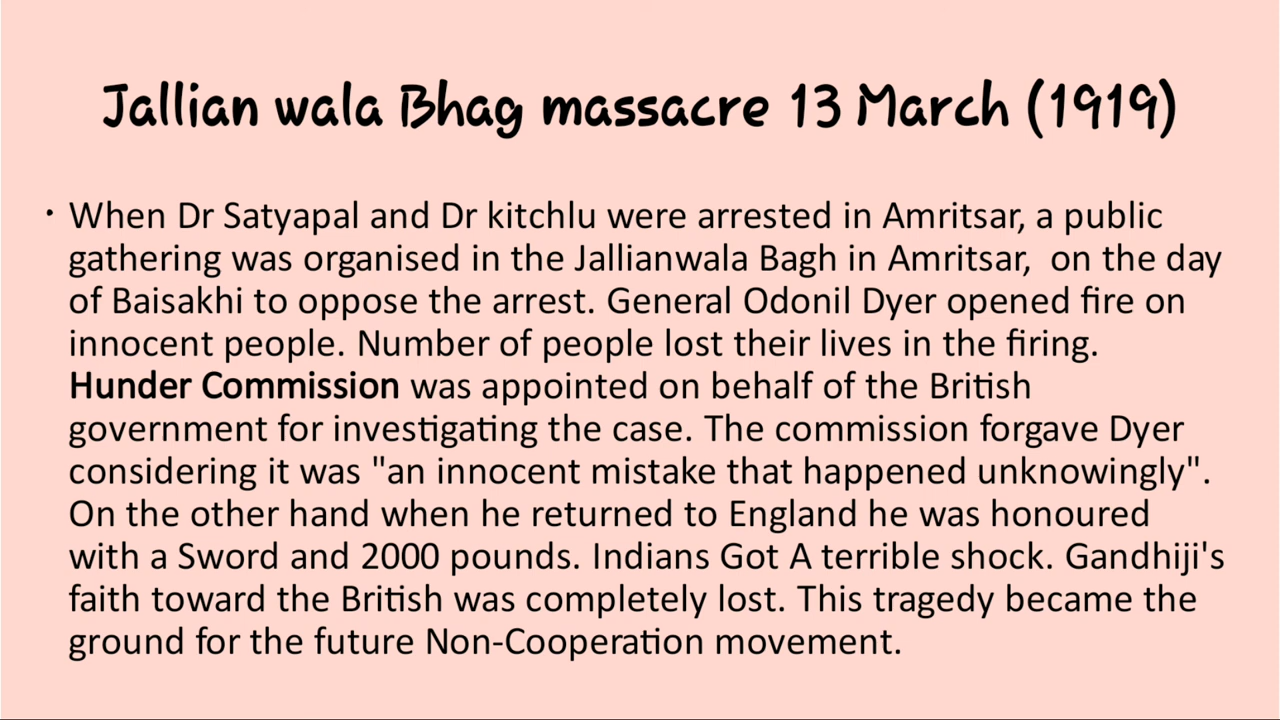 Jallian wala Bhag massacre 13 March (1919)
• When Dr Satyapal and Dr kitchlu were arrested in Amritsar, a public
gathering was organised in the Jallianwala Bagh in Amritsar,  on the day
of Baisakhi to oppose the arrest. General Odonil Dyer opened fire on
innocent people. Number of people lost their lives in the firing.
Hunder Commission was appointed on behalf of the British
government for investigating the case. The commission forgave Dyer
considering it was "an innocent mistake that happened unknowingly".
On the other hand when he returned to England he was honoured
with a Sword and 2000 pounds. Indians Got A terrible shock. Gandhiji's
faith toward the British was completely lost. This tragedy became the
ground for the future Non-Cooperation movement.